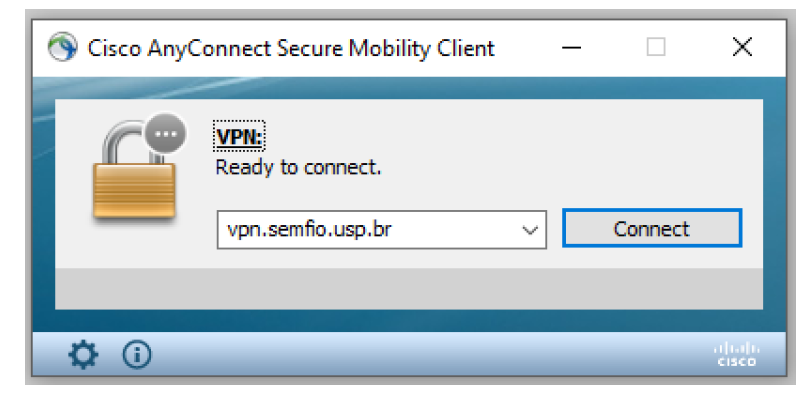 Cisco AnyConnect Secure Mobility Client
VPN:
Ready to connect.
vpn.semfio.usp.br
Connect
CISCO